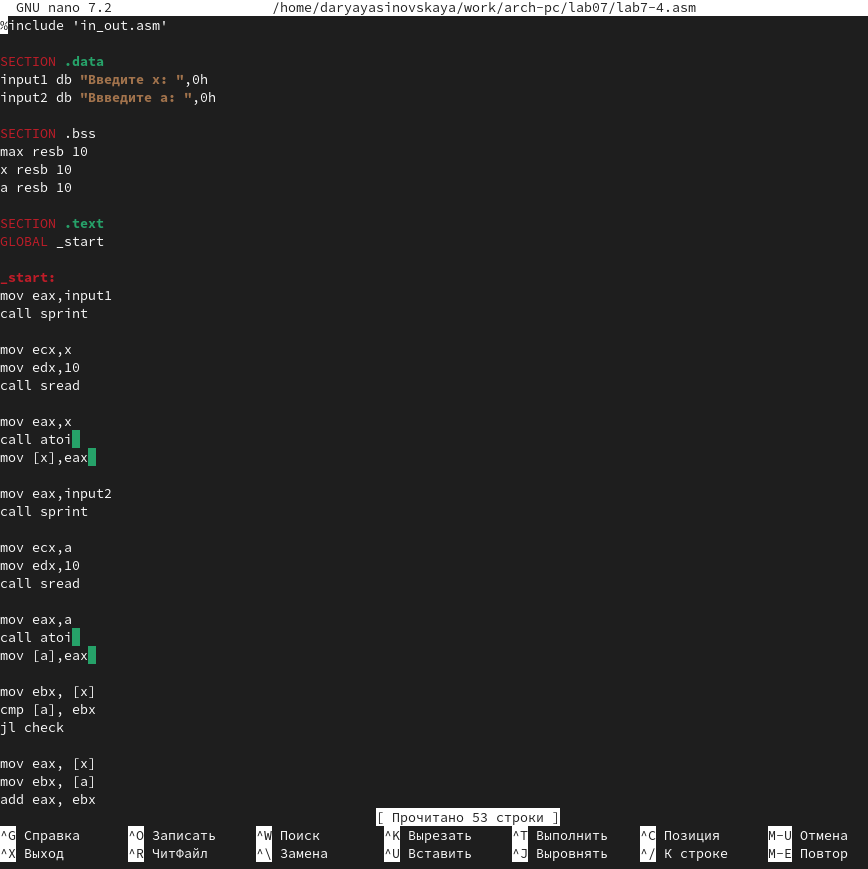 GNU nano 7.2 /home/daryayasinovskaya/work/arch-pc/lab07/lab7-4.asm
%include 'in_out.asm'
SECTION .data
input1 db "Введите x: ",0h
input2 db "Ввведите a: ",0h
SECTION .bss
max resb 10
x resb 10
a resb 10
SECTION .text
GLOBAL _start
_start:
mov eax,input1
call sprint
mov ecx,x
mov edx,10
call sread
mov eax,x
call atoi
mov [x],eax
mov eax,input2
call sprint
mov ecx,a
mov edx,10
call sread
mov eax,a
call atoi
mov [a],eax
mov ebx, [x]
cmp [a], ebx
jl check
mov eax, [x]
mov ebx, [a]
add eax, ebx
[ Прочитано 53 строки ]
^G Справка ^O Записать ^W Поиск ^K Вырезать ^T Выполнить ^C Позиция M-U Отмена
^X Выход ^R ЧитФайл ^\ Замена ^U Вставить ^J Выровнять ^/ К строке M-E Повтор